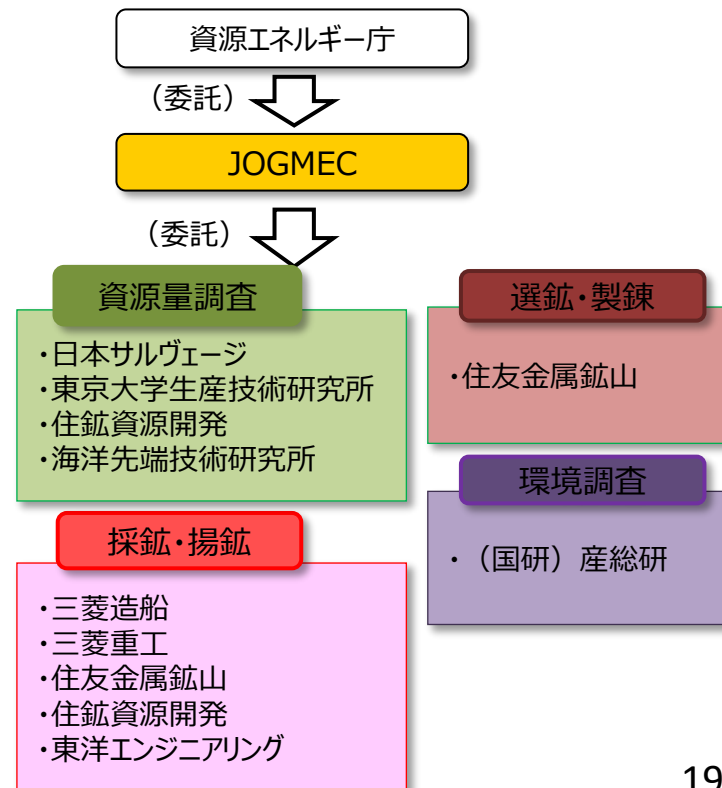 資源エネルギー庁
（委託）
JOGMEC
（委託）
資源量調査
・日本サルヴェージ
・東京大学生産技術研究所
・住鉱資源開発
・海洋先端技術研究所
選鉱・製錬
・住友金属鉱山
環境調査
・（国研）産総研
採鉱・揚鉱
・三菱造船
・三菱重工
・住友金属鉱山
・住鉱資源開発
・東洋エンジニアリング
19